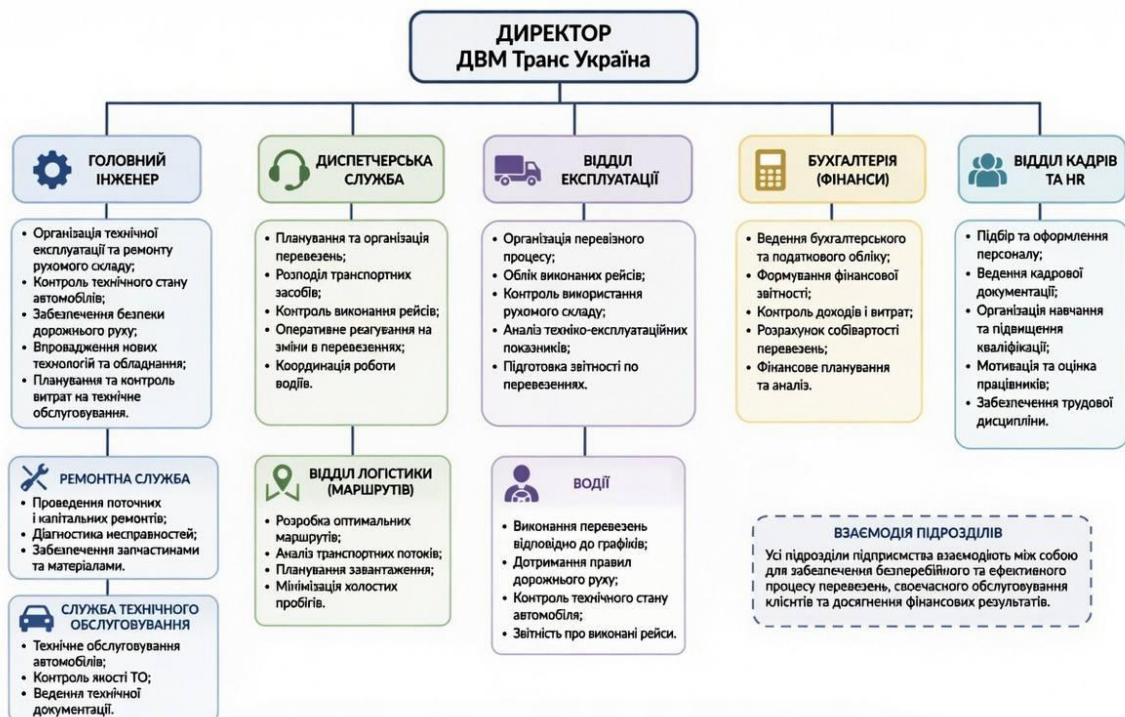 ДИРЕКТОР
ДВМ Транс Україна
ГОЛОВНИЙ
ІНЖЕНЕР
• Організація технічної
експлуатації та ремонту
рухомого складу;
• Контроль технічного стану
автомобілів;
• Забезпечення безпеки
дорожнього руху;
• Впровадження нових
технологій та обладнання;
• Планування та контроль
витрат на технічне
обслуговування.
РЕМОНТНА СЛУЖБА
• Проведення поточних
і капітальних ремонтів;
• Діагностика несправностей;
• Забезпечення запчастинами
та матеріалами.
СЛУЖБА ТЕХНІЧНОГО
ОБСЛУГОВУВАННЯ
• Технічне обслуговування
автомобілів;
• Контроль якості ТО;
• Ведення технічної
документації.
ДИСПЕТЧЕРСЬКА
СЛУЖБА
• Планування та організація
перевезень;
• Розподіл транспортних
засобів;
• Контроль виконання рейсів;
• Оперативне реагування на
зміни в перевезеннях;
• Координація роботи
водіїв.
ВІДДІЛ ЛОГІСТИКИ
(МАРШРУТІВ)
• Розробка оптимальних
маршрутів;
• Аналіз транспортних потоків;
• Планування завантаження;
• Мінімізація холостих
пробігів.
ВІДДІЛ
ЕКСПЛУАТАЦІЇ
• Організація перевізного
процесу;
• Облік виконаних рейсів;
• Контроль використання
рухомого складу;
• Аналіз техніко-експлуатаційних
показників;
• Підготовка звітності по
перевезеннях.
ВОДІЇ
• Виконання перевезень
відповідно до графіків;
• Дотримання правил
дорожнього руху;
• Контроль технічного стану
автомобіля;
• Звітність про виконані рейси.
БУХГАЛТЕРІЯ
(ФІНАНСИ)
• Ведення бухгалтерського
та податкового обліку;
• Формування фінансової
звітності;
• Контроль доходів і витрат;
• Розрахунок собівартості
перевезень;
• Фінансове планування
та аналіз.
ВІДДІЛ КАДРІВ
ТА HR
• Підбір та оформлення
персоналу;
• Ведення кадрової
документації;
• Організація навчання
та підвищення
кваліфікації;
• Мотивація та оцінка
працівників;
• Забезпечення трудової
дисципліни.
ВЗАЄМОДІЯ ПІДРОЗДІЛІВ
Усі підрозділи підприємства взаємодіють між собою
для забезпечення безперебійного та ефективного
процесу перевезень, своєчасного обслуговування
клієнтів та досягнення фінансових результатів.